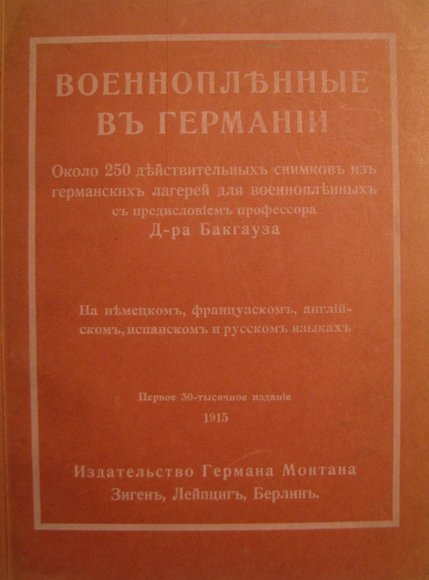 ВОЕННОПЛѢННЫЕ
ВЪ ГЕРМАНІИ
Около 250 дѣйствительныхъ снимковъ изъ
германскихъ лагерей для военноплѣнныхъ
съ предисловіемъ профессора
Д-ра Бакгауза
На нѣмецкомъ, французскомъ, англій-
скомъ, испанскомъ и русскомъ языкахъ
Первое 30-тысячное изданіе
1915
Издательство Германа Монтана
Зигенъ, Лейпцигъ, Берлинъ.